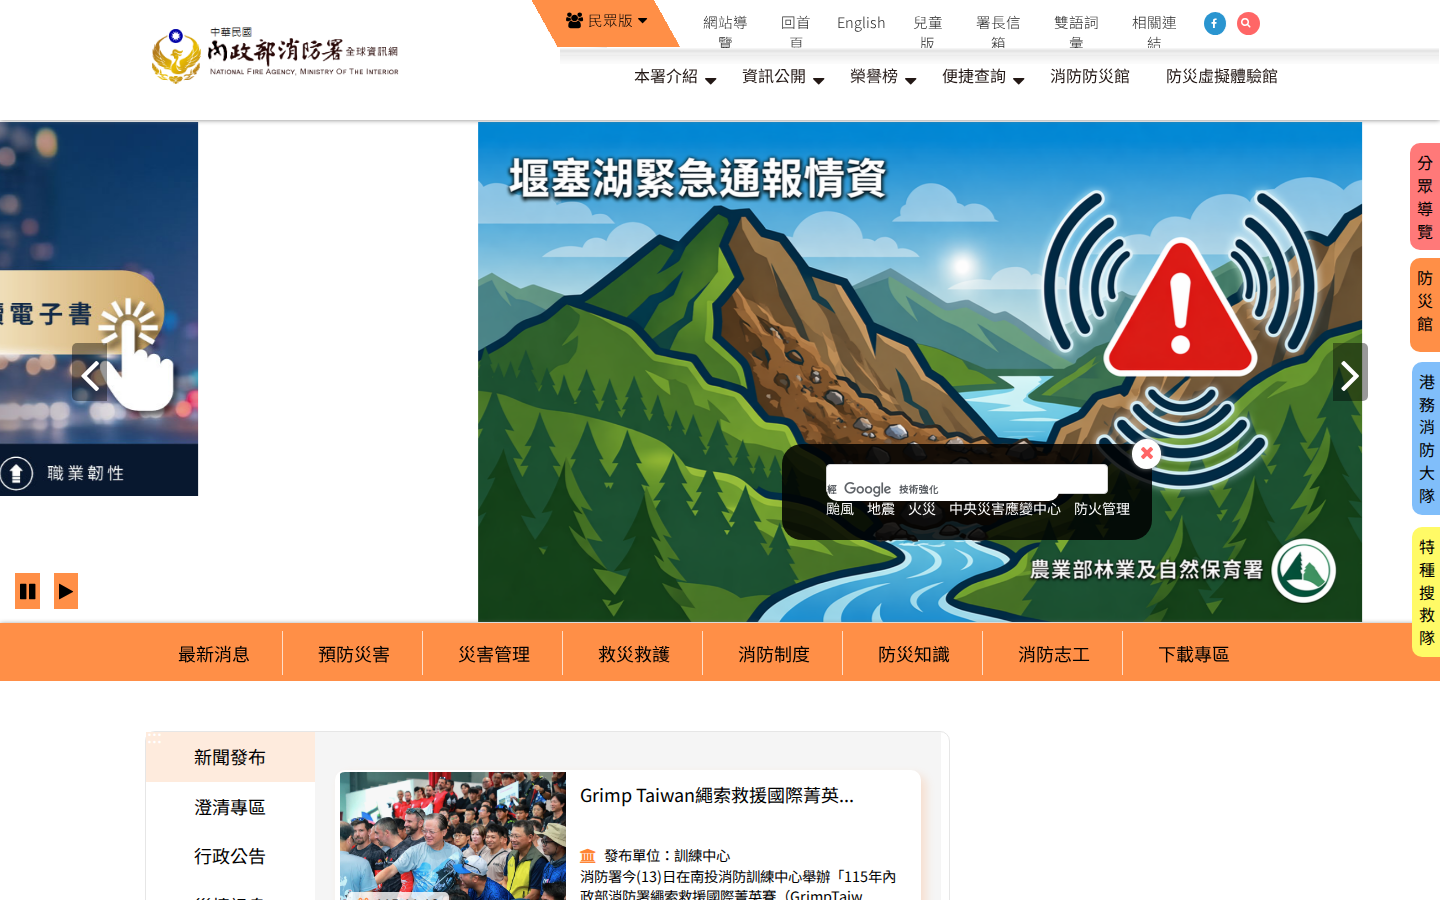 中華民國
內政部消防署全球資訊網
NATIONAL FIRE AGENCY, MINISTRY OF THE INTERIOR
民眾版
網站導覽
回首頁
English
兒童版
署長信箱
雙語詞彙
相關連結
本署介紹
資訊公開
榮譽榜
便捷查詢
消防防災館
防災虛擬體驗館
電子書
職業韌性
堰塞湖緊急通報情資
經 Google 技術強化
颱風 地震 火災 中央災害應變中心 防火管理
農業部林業及自然保育署
分眾導覽
防災館
港務消防大隊
特種搜救隊
最新消息
預防災害
災害管理
救災救護
消防制度
防災知識
消防志工
下載專區
新聞發布
澄清專區
行政公告
Grimp Taiwan繩索救援國際菁英...
發布單位：訓練中心
消防署今(13)日在南投消防訓練中心舉辦「115年內
政部消防署繩索救援國際菁英賽（GrimpTaiw...